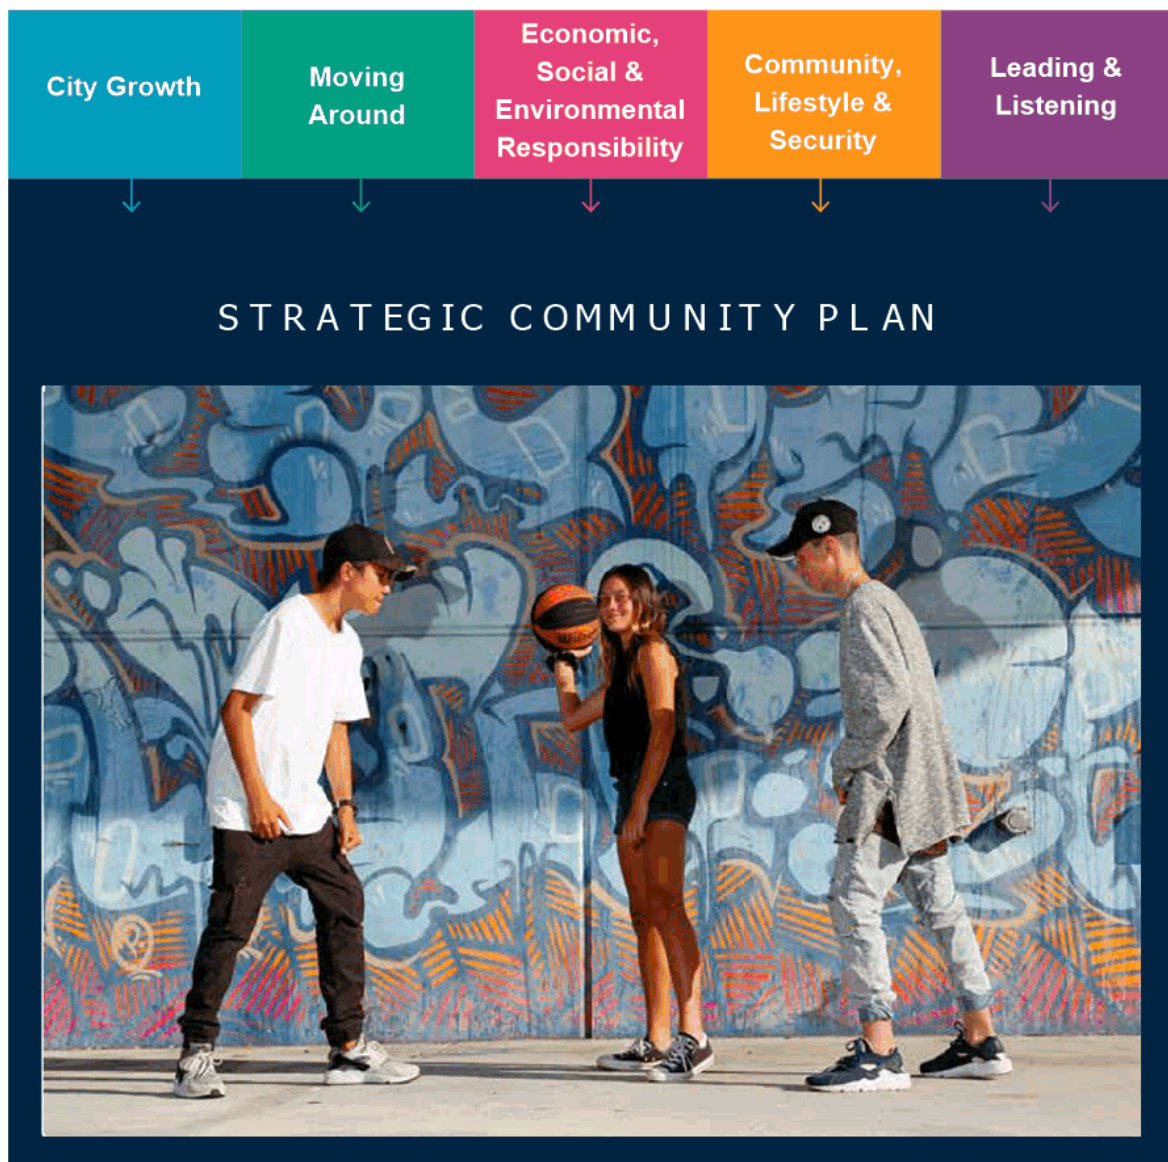 City Growth
Moving
Around
Economic,
Social &
Environmental
Responsibility
Community,
Lifestyle &
Security
Leading &
Listening
STRATEGIC COMMUNITY PLAN